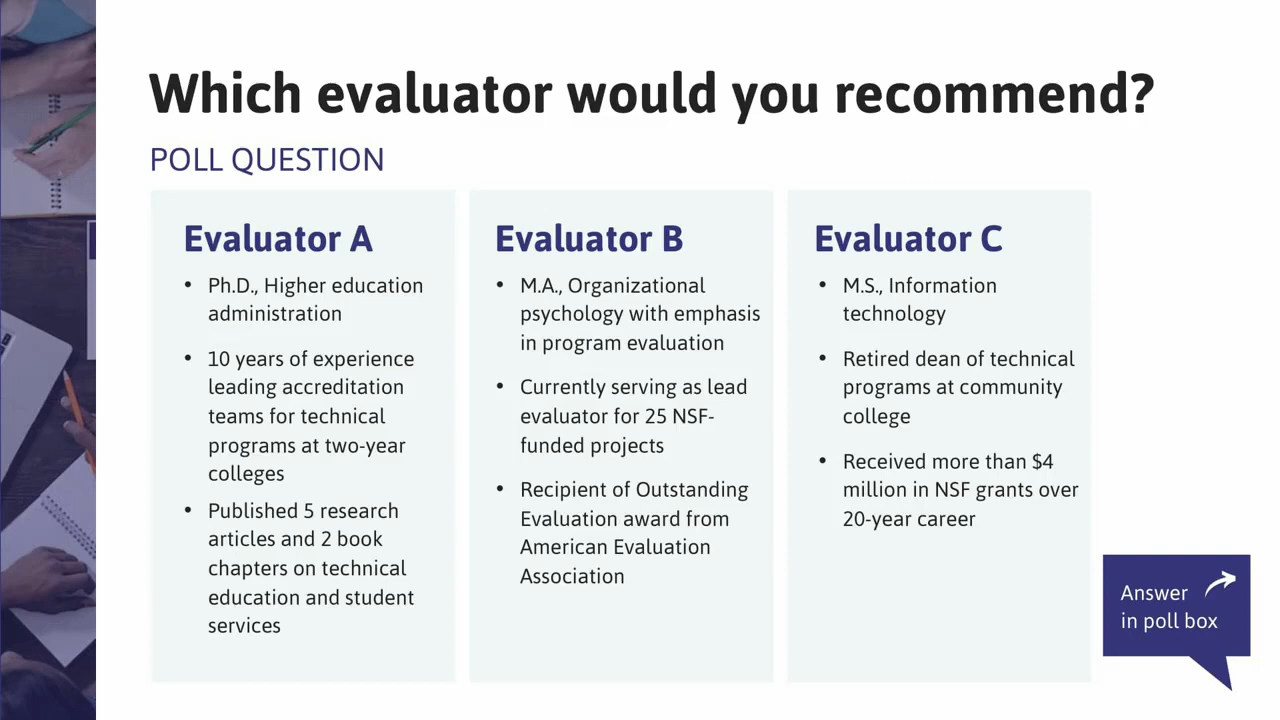 Which evaluator would you recommend?
POLL QUESTION
Evaluator A
• Ph.D., Higher education
administration
• 10 years of experience
leading accreditation
teams for technical
programs at two-year
colleges
• Published 5 research
articles and 2 book
chapters on technical
education and student
services
Evaluator B
• M.A., Organizational
psychology with emphasis
in program evaluation
• Currently serving as lead
evaluator for 25 NSF-
funded projects
• Recipient of Outstanding
Evaluation award from
American Evaluation
Association
Evaluator C
• M.S., Information
technology
• Retired dean of technical
programs at community
college
• Received more than $4
million in NSF grants over
20-year career
Answer
in poll box